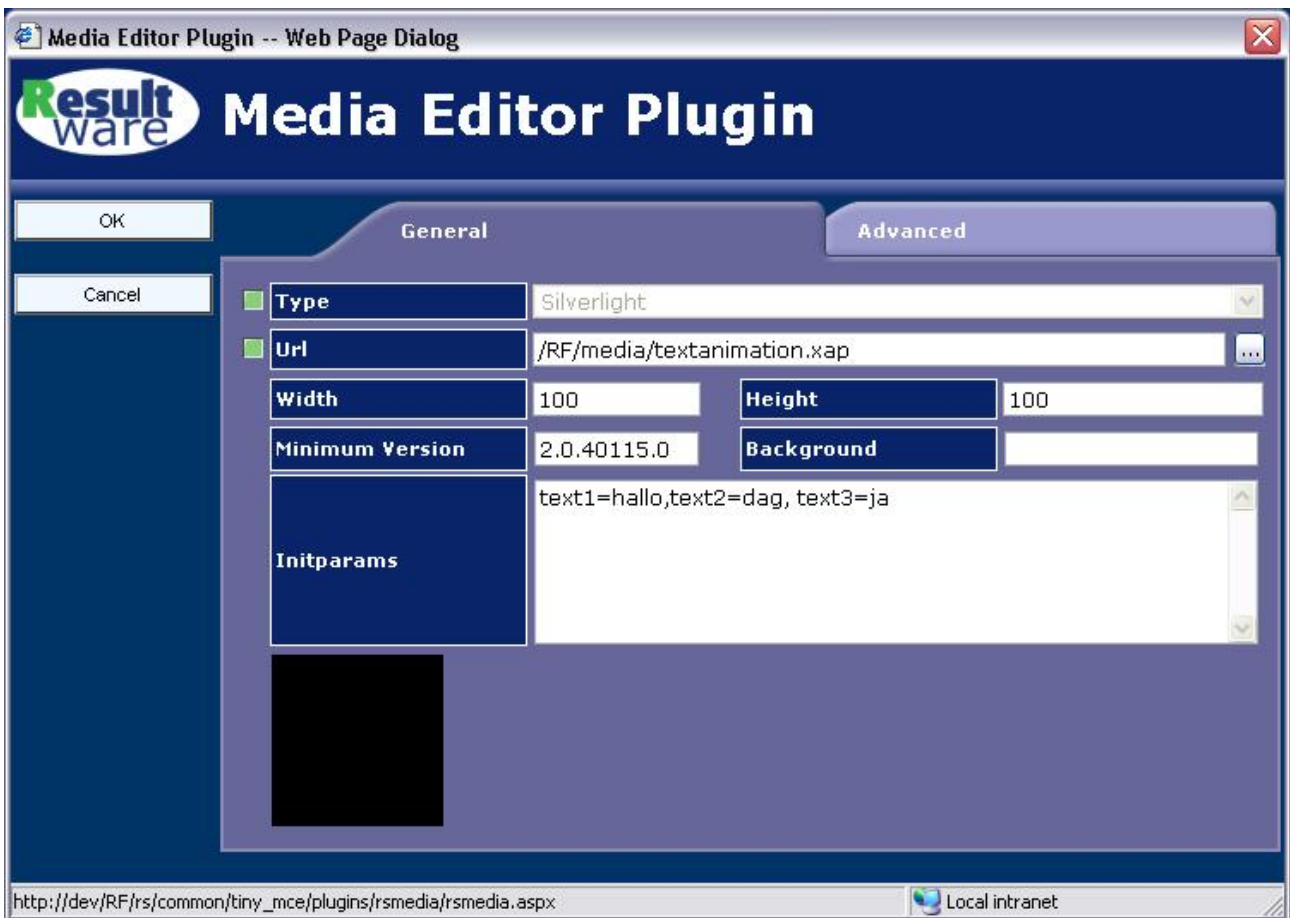 Media Editor Plugin -- Web Page Dialog
Result
ware
Media Editor Plugin
OK
General
Advanced
Cancel
Type
Silverlight
Url
/RF/media/textanimation.xap
...
Width
100
Height
100
Minimum Version
2.0.40115.0
Background
Initparams
text1=hallo,text2=dag, text3=ja
http://dev/RF/rs/common/tiny_mce/plugins/rsmedia/rsmedia.aspx
Local intranet